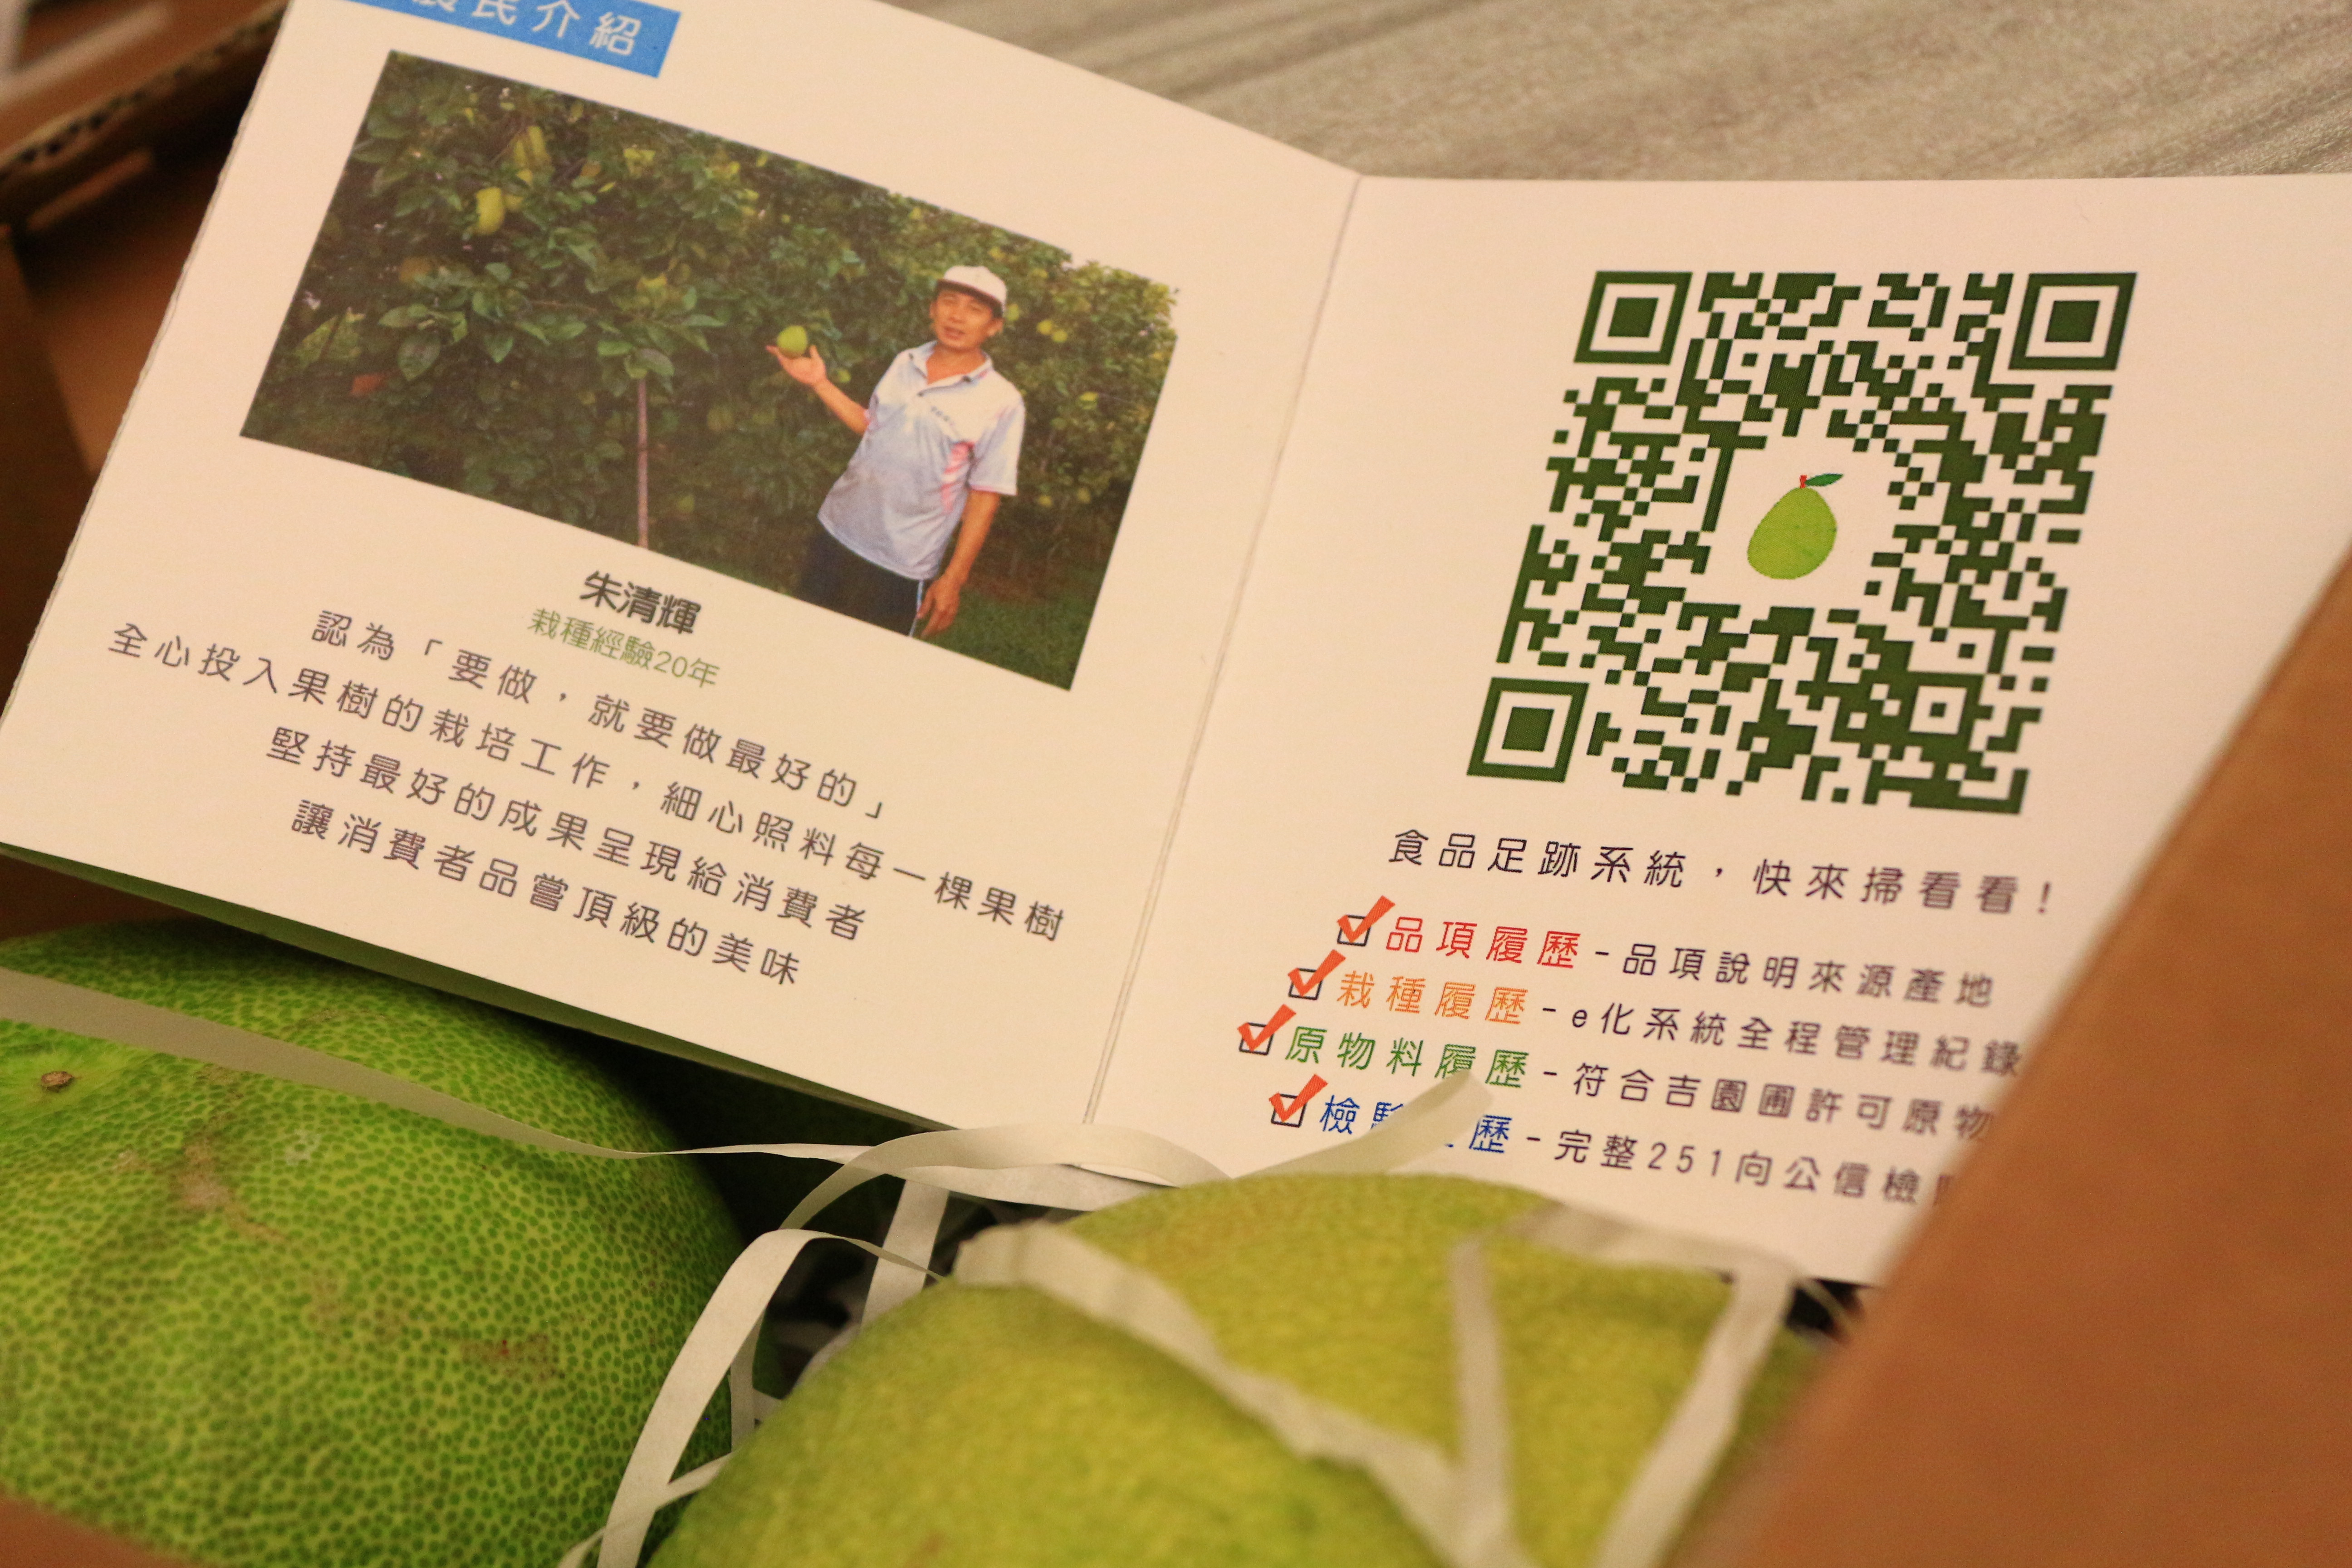 農民介紹
朱清輝
栽種經驗20年
認為「要做，就要做最好的」
全心投入果樹的栽培工作，細心照料每一棵果樹
堅持最好的成果呈現給消費者
讓消費者品嘗頂級的美味
食品足跡系統，快來掃看看！
品項履歷-品項說明來源產地
栽種履歷-e化系統全程管理紀錄
原物料履歷-符合吉園圃許可原物
檢驗 歷-完整251向公信檢